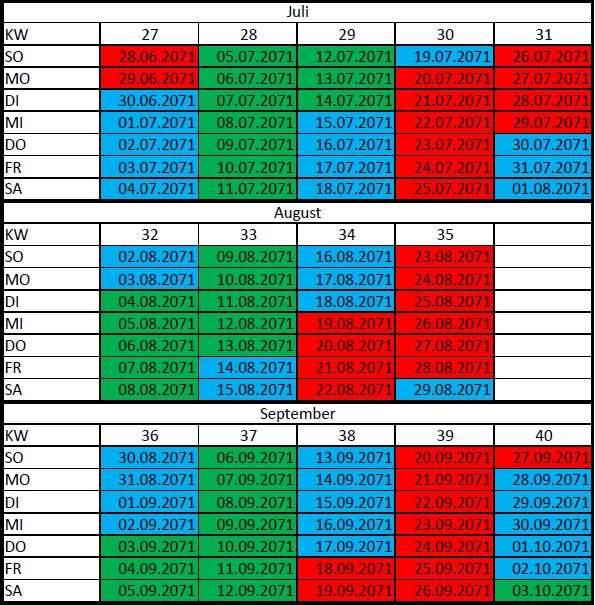 Juli
KW 27 28 29 30 31
SO 28.06.2071 05.07.2071 12.07.2071 19.07.2071 26.07.2071
MO 29.06.2071 06.07.2071 13.07.2071 20.07.2071 27.07.2071
DI 30.06.2071 07.07.2071 14.07.2071 21.07.2071 28.07.2071
MI 01.07.2071 08.07.2071 15.07.2071 22.07.2071 29.07.2071
DO 02.07.2071 09.07.2071 16.07.2071 23.07.2071 30.07.2071
FR 03.07.2071 10.07.2071 17.07.2071 24.07.2071 31.07.2071
SA 04.07.2071 11.07.2071 18.07.2071 25.07.2071 01.08.2071
August
KW 32 33 34 35
SO 02.08.2071 09.08.2071 16.08.2071 23.08.2071
MO 03.08.2071 10.08.2071 17.08.2071 24.08.2071
DI 04.08.2071 11.08.2071 18.08.2071 25.08.2071
MI 05.08.2071 12.08.2071 19.08.2071 26.08.2071
DO 06.08.2071 13.08.2071 20.08.2071 27.08.2071
FR 07.08.2071 14.08.2071 21.08.2071 28.08.2071
SA 08.08.2071 15.08.2071 22.08.2071 29.08.2071
September
KW 36 37 38 39 40
SO 30.08.2071 06.09.2071 13.09.2071 20.09.2071 27.09.2071
MO 31.08.2071 07.09.2071 14.09.2071 21.09.2071 28.09.2071
DI 01.09.2071 08.09.2071 15.09.2071 22.09.2071 29.09.2071
MI 02.09.2071 09.09.2071 16.09.2071 23.09.2071 30.09.2071
DO 03.09.2071 10.09.2071 17.09.2071 24.09.2071 01.10.2071
FR 04.09.2071 11.09.2071 18.09.2071 25.09.2071 02.10.2071
SA 05.09.2071 12.09.2071 19.09.2071 26.09.2071 03.10.2071